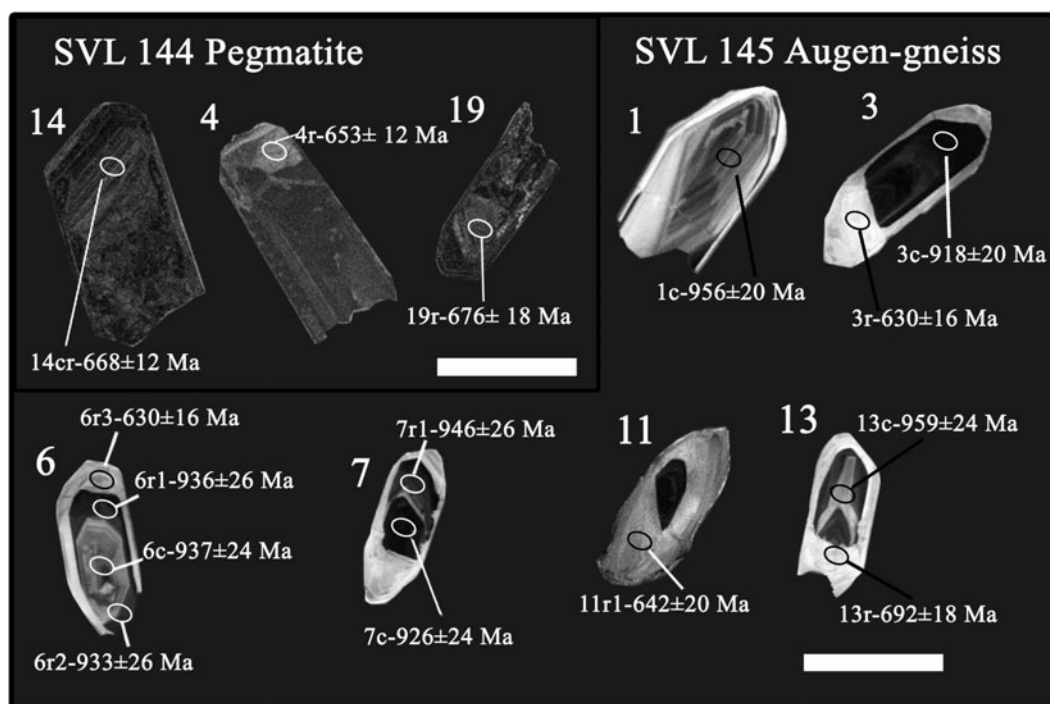 SVL 144 Pegmatite
14
4
19
4r-653± 12 Ma
14cr-668±12 Ma
19r-676± 18 Ma
SVL 145 Augen-gneiss
1
3
1c-956±20 Ma
3c-918±20 Ma
3r-630±16 Ma
6
6r3-630±16 Ma
6r1-936±26 Ma
6c-937±24 Ma
6r2-933±26 Ma
7
7r1-946±26 Ma
7c-926±24 Ma
11
11r1-642±20 Ma
13
13c-959±24 Ma
13r-692±18 Ma